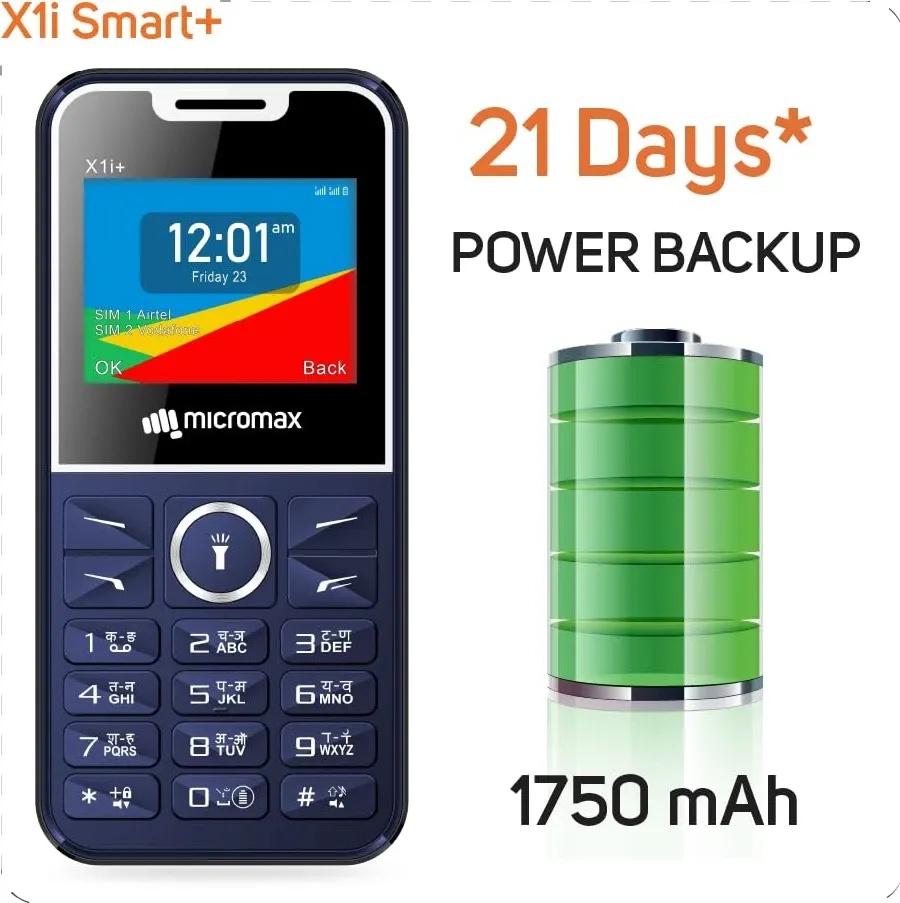 X1i Smart+
21 Days*
POWER BACKUP
X1i+
12:01 am
Friday 23
SIM 1 Airtel
SIM 2 Vodafone
OK Back
micromax
1 क-ङ 2 च-ञ ABC 3 ट-ण DEF
4 त-न GHI 5 प-म JKL 6 य-व MNO
7 श-ह PQRS 8 अ-औ TUV 9 WXYZ
* + 0 #
1750 mAh